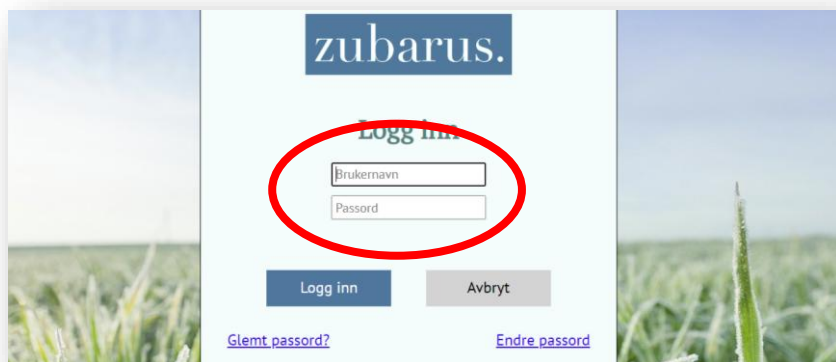 zubarus.
Logg inn
Brukernavn
Passord
Logg inn Avbryt
Glemt passord? Endre passord